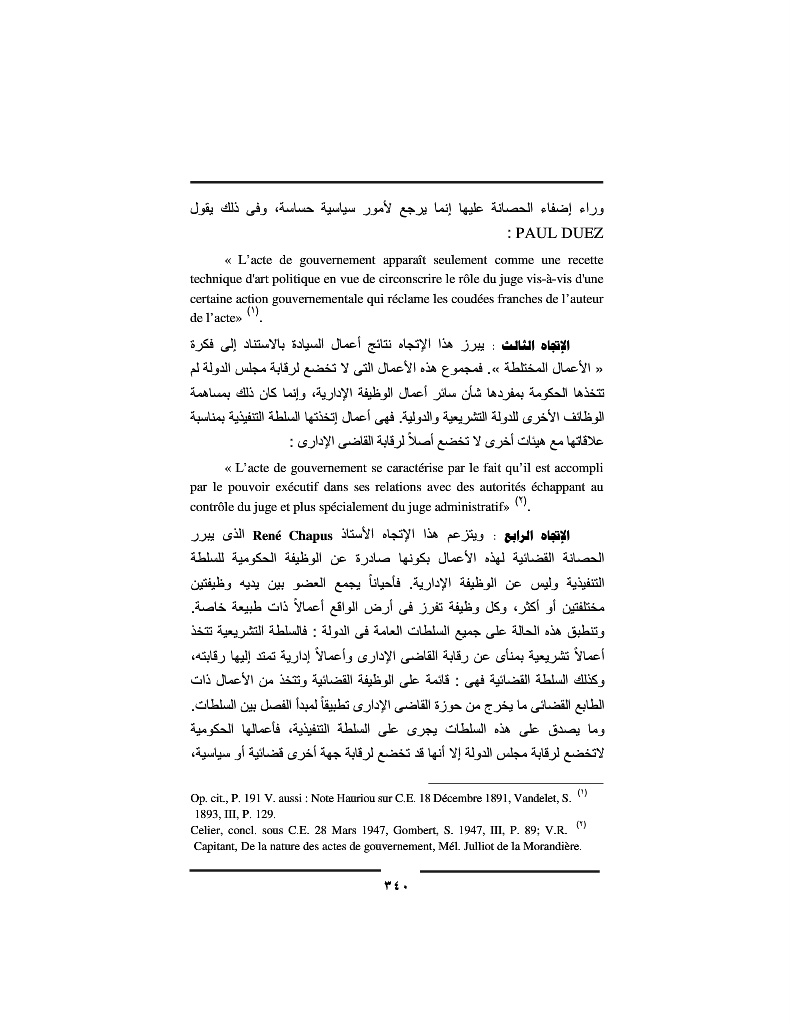 وراء إضفاء الحصانة عليها إنما يرجع لأمور سياسية حساسة، وفى ذلك يقول
PAUL DUEZ :
« L’acte de gouvernement apparaît seulement comme une recette
technique d'art politique en vue de circonscrire le rôle du juge vis-à-vis d'une
certaine action gouvernementale qui réclame les coudées franches de l’auteur
de l’acte» (١).
الإتجاه الثالث : يبرز هذا الإتجاه نتائج أعمال السيادة بالاستناد إلى فكرة
« الأعمال المختلطة ». فمجموع هذه الأعمال التى لا تخضع لرقابة مجلس الدولة لم
تتخذها الحكومة بمفردها شأن سائر أعمال الوظيفة الإدارية، وإنما كان ذلك بمساهمة
الوظائف الأخرى للدولة التشريعية والدولية. فهى أعمال إتخذتها السلطة التنفيذية بمناسبة
علاقاتها مع هيئات أخرى لا تخضع أصلاً لرقابة القاضى الإدارى :
« L’acte de gouvernement se caractérise par le fait qu’il est accompli
par le pouvoir exécutif dans ses relations avec des autorités échappant au
contrôle du juge et plus spécialement du juge administratif» (٢).
الإتجاه الرابع : ويتزعم هذا الإتجاه الأستاذ René Chapus الذى يبرر
الحصانة القضائية لهذه الأعمال بكونها صادرة عن الوظيفة الحكومية للسلطة
التنفيذية وليس عن الوظيفة الإدارية. فأحياناً يجمع العضو بين يديه وظيفتين
مختلفتين أو أكثر، وكل وظيفة تفرز فى أرض الواقع أعمالاً ذات طبيعة خاصة.
وتنطبق هذه الحالة على جميع السلطات العامة فى الدولة : فالسلطة التشريعية تتخذ
أعمالاً تشريعية بمنأى عن رقابة القاضى الإدارى وأعمالاً إدارية تمتد إليها رقابته،
وكذلك السلطة القضائية فهى : قائمة على الوظيفة القضائية وتتخذ من الأعمال ذات
الطابع القضائى ما يخرج من حوزة القاضى الإدارى تطبيقاً لمبدأ الفصل بين السلطات.
وما يصدق على هذه السلطات يجرى على السلطة التنفيذية، فأعمالها الحكومية
لاتخضع لرقابة مجلس الدولة إلا أنها قد تخضع لرقابة جهة أخرى قضائية أو سياسية،
Op. cit., P. 191 V. aussi : Note Hauriou sur C.E. 18 Décembre 1891, Vandelet, S. (١)
1893, III, P. 129.
Celier, concl. sous C.E. 28 Mars 1947, Gombert, S. 1947, III, P. 89; V.R. (٢)
Capitant, De la nature des actes de gouvernement, Mél. Julliot de la Morandière.
٣٤٠